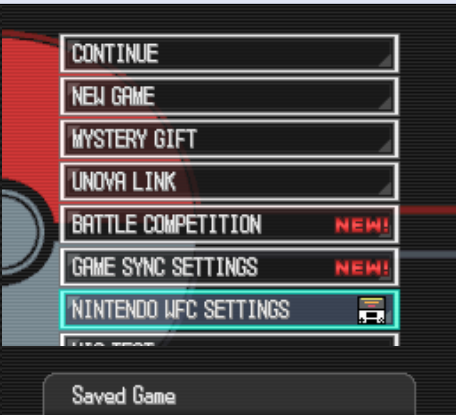 CONTINUE
NEW GAME
MYSTERY GIFT
UNOVA LINK
BATTLE COMPETITION NEW!
GAME SYNC SETTINGS NEW!
NINTENDO WFC SETTINGS
Saved Game